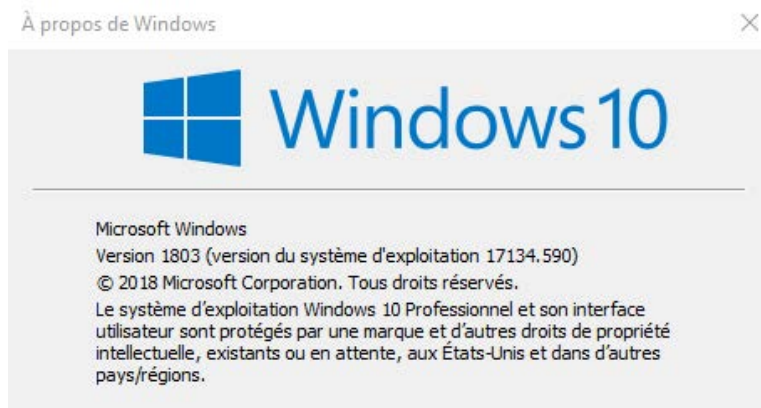 À propos de Windows
Windows 10
Microsoft Windows
Version 1803 (version du système d'exploitation 17134.590)
© 2018 Microsoft Corporation. Tous droits réservés.
Le système d’exploitation Windows 10 Professionnel et son interface
utilisateur sont protégés par une marque et d’autres droits de propriété
intellectuelle, existants ou en attente, aux États-Unis et dans d’autres
pays/régions.